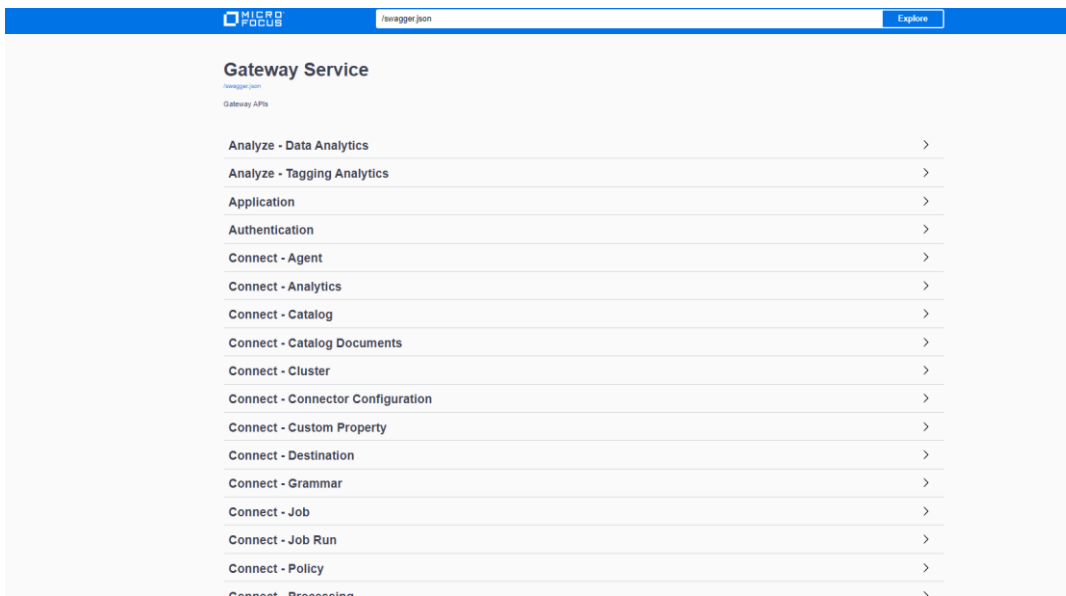 MICRO
FOCUS
/swagger.json
Explore
Gateway Service
/swagger.json
Gateway APIs
Analyze - Data Analytics
Analyze - Tagging Analytics
Application
Authentication
Connect - Agent
Connect - Analytics
Connect - Catalog
Connect - Catalog Documents
Connect - Cluster
Connect - Connector Configuration
Connect - Custom Property
Connect - Destination
Connect - Grammar
Connect - Job
Connect - Job Run
Connect - Policy
Connect - Processing